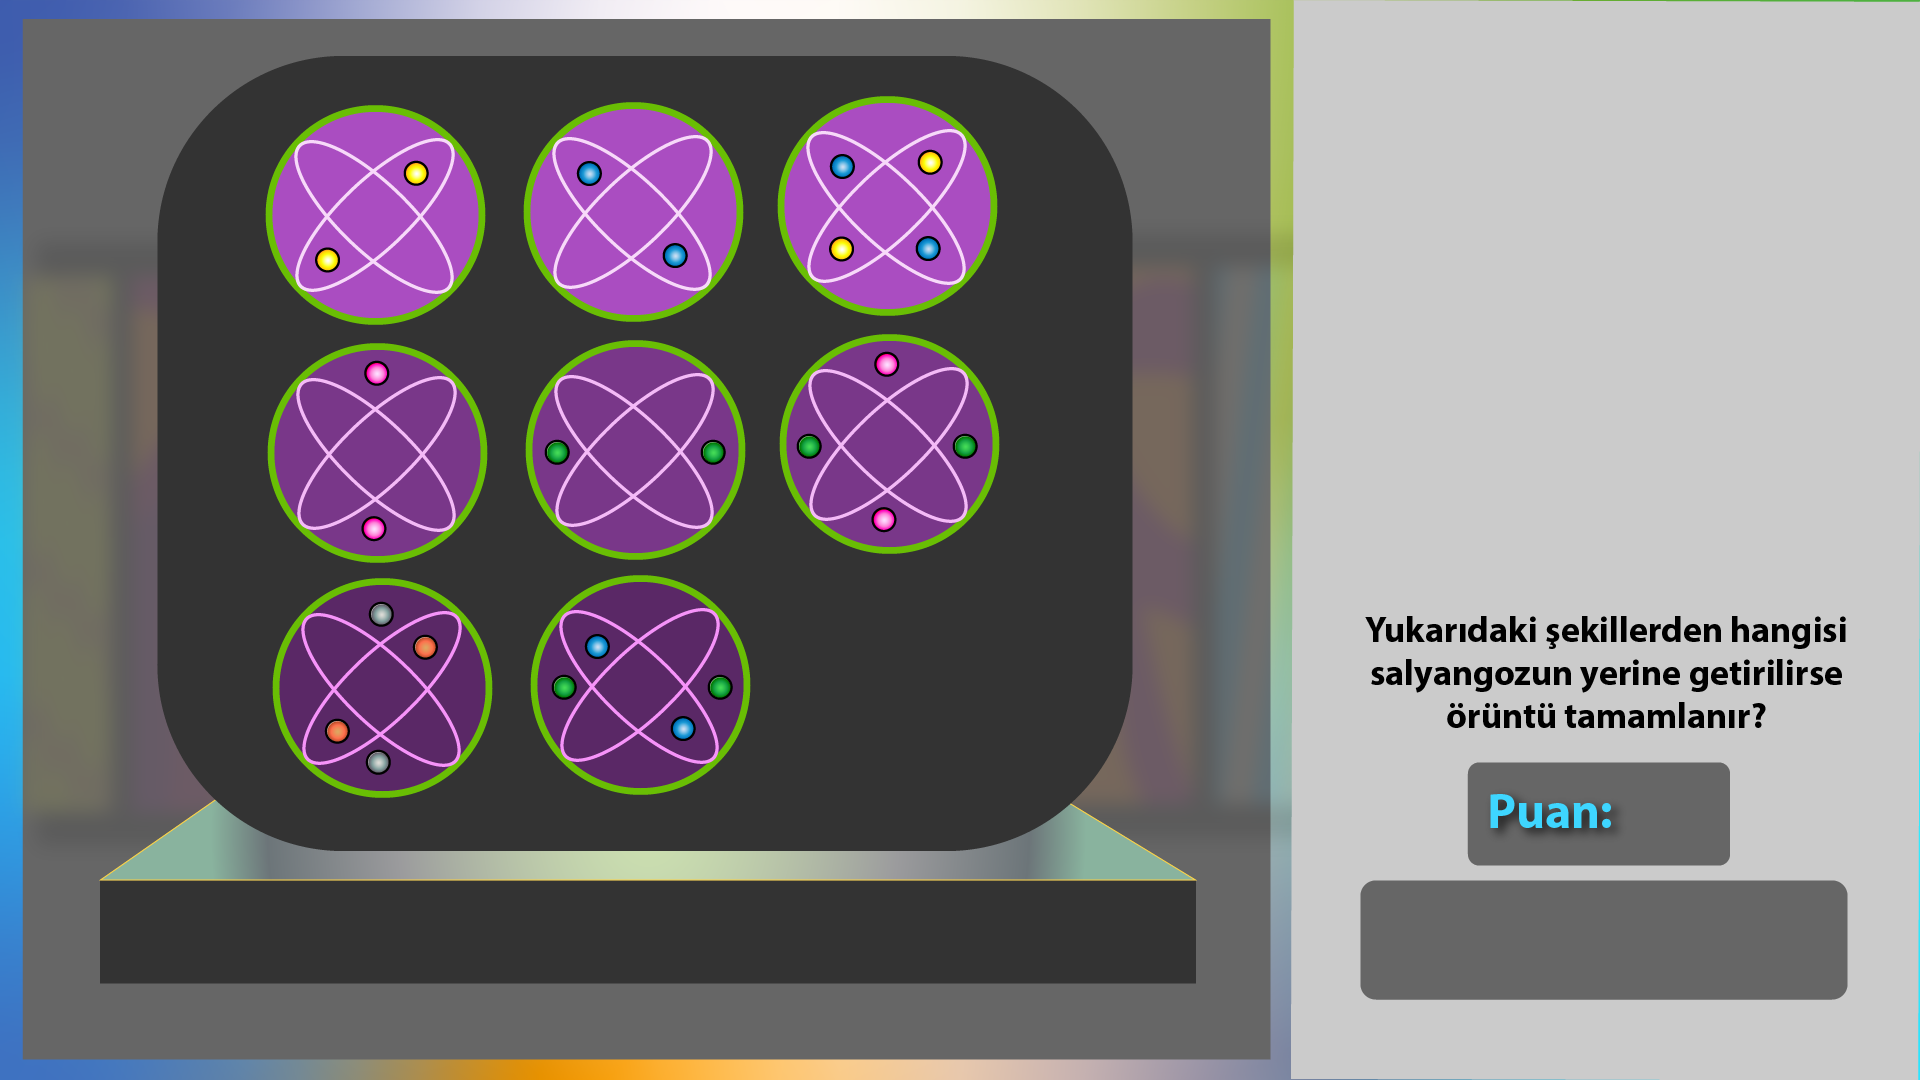 Yukarıdaki şekillerden hangisi
salyangozun yerine getirilirse
örüntü tamamlanır?
Puan: